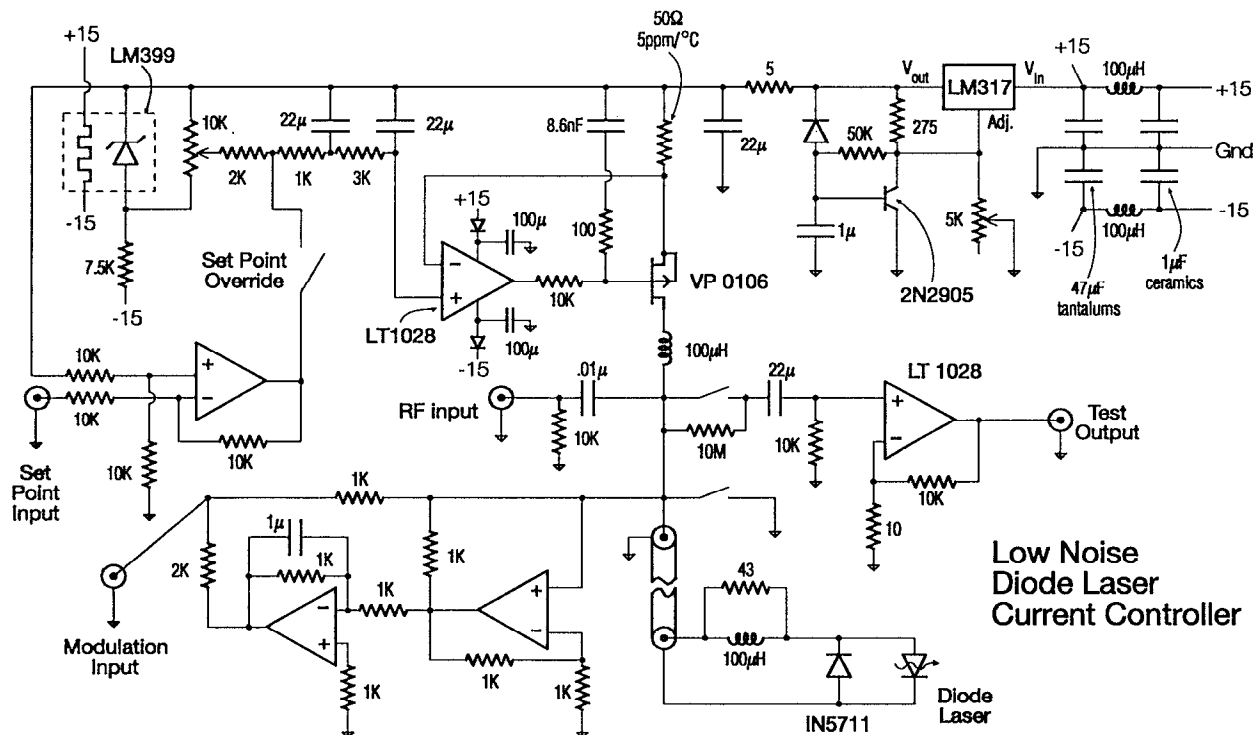 50Ω
5ppm/°C
+15
LM399
5
Vout
LM317
Vin
+15
100µH
+15
Adj.
10K
22µ
22µ
8.6nF
22µ
50K
275
Gnd
2K
1K
3K
-15
+15
100µ
100
1µ
5K
-15
100µH
-15
7.5K
Set Point
Override
-
+
10K
VP 0106
2N2905
47µF
tantalums
1µF
ceramics
-15
LT1028
100µ
-15
100µH
10K
+
-
10K
RF input
.01µ
22µ
LT 1028
+
-
Test
Output
10K
10K
10M
10K
10K
10K
Set
Point
Input
1K
10
1µ
1K
2K
1K
1K
+
-
43
Low Noise
Diode Laser
Current Controller
-
+
Modulation
Input
1K
1K
1K
100µH
IN5711
Diode
Laser